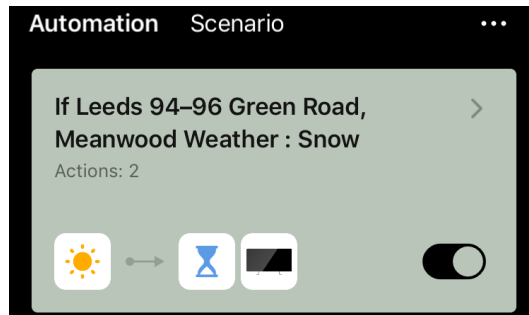 Automation Scenario
If Leeds 94–96 Green Road,
Meanwood Weather : Snow
Actions: 2